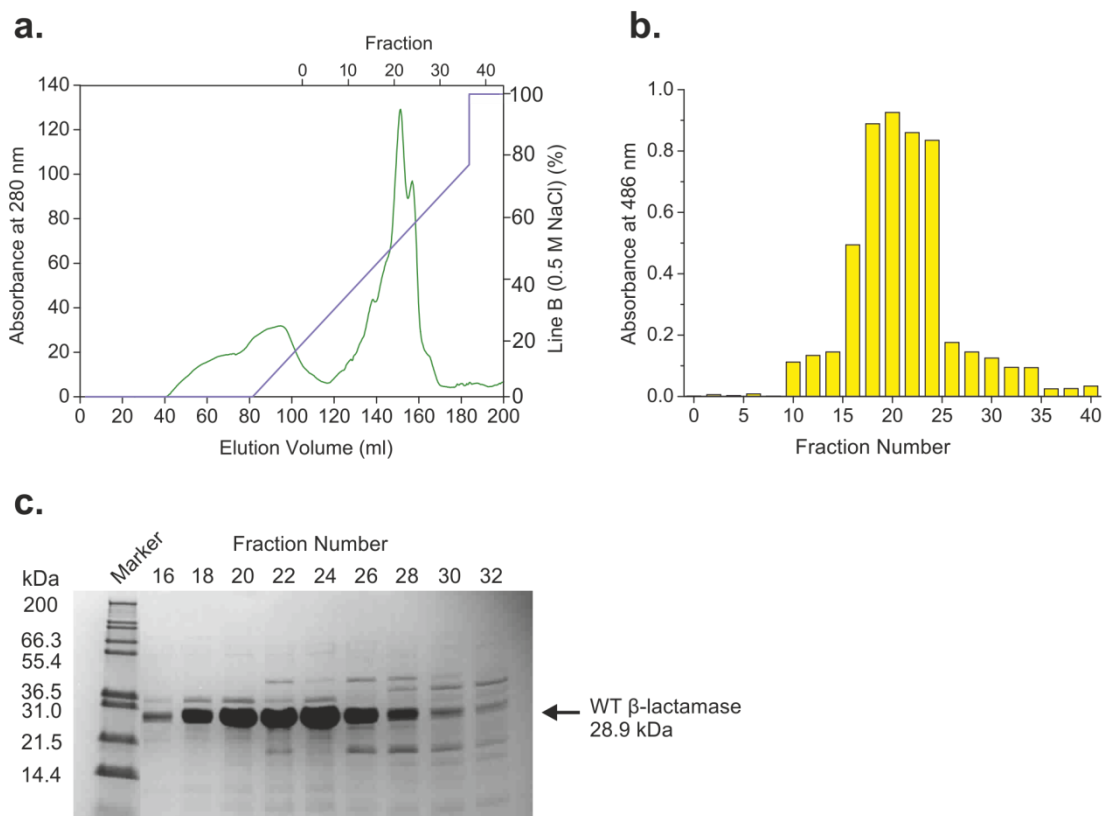 a.
Fraction
0 10 20 30 40
140
120
100
80
60
40
20
0
Absorbance at 280 nm
100
80
60
40
20
0
Line B (0.5 M NaCl) (%)
0 20 40 60 80 100 120 140 160 180 200
Elution Volume (ml)
b.
1.0
0.8
0.6
0.4
0.2
0.0
Absorbance at 486 nm
0 5 10 15 20 25 30 35 40
Fraction Number
c.
Marker
Fraction Number
kDa
16 18 20 22 24 26 28 30 32
200
66.3
55.4
36.5
31.0
21.5
14.4
WT β-lactamase
28.9 kDa